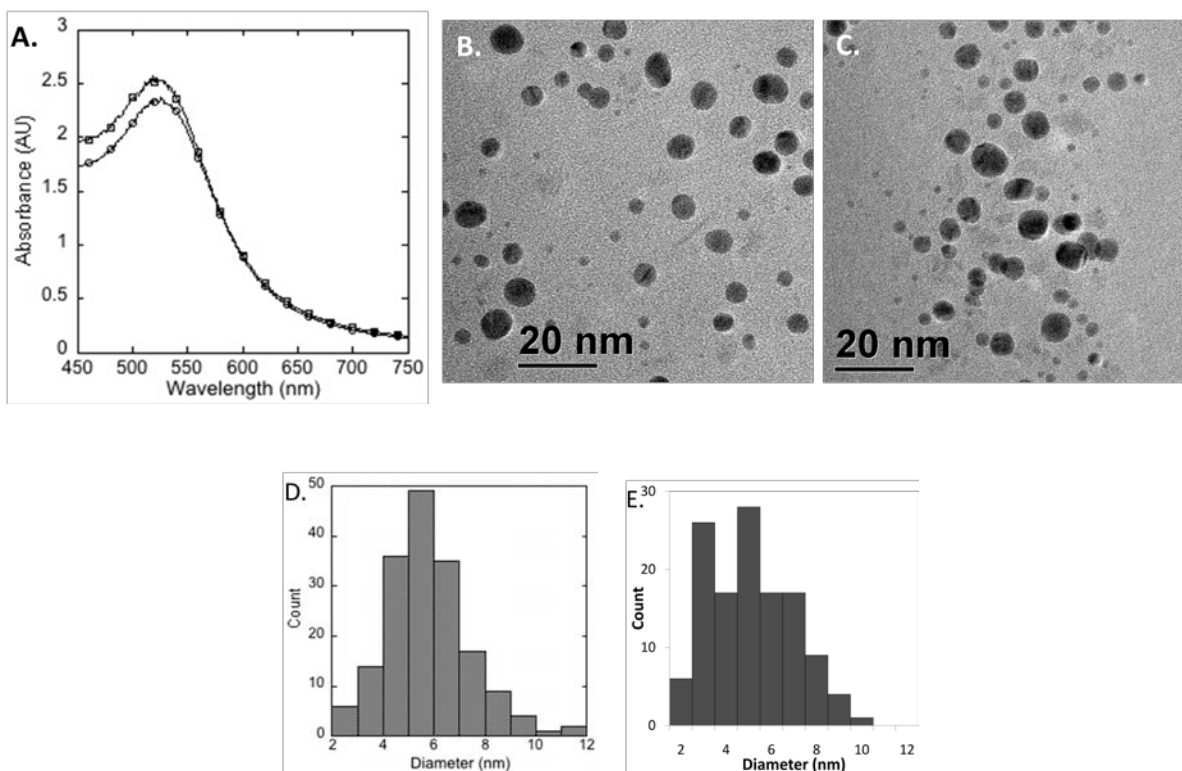 A.
3
2.5
2
1.5
1
0.5
0
450 500 550 600 650 700 750
Absorbance (AU)
Wavelength (nm)
B.
20 nm
C.
20 nm
D.
50
40
30
20
10
0
2 4 6 8 10 12
Count
Diameter (nm)
E.
30
20
10
0
2 4 6 8 10 12
Count
Diameter (nm)